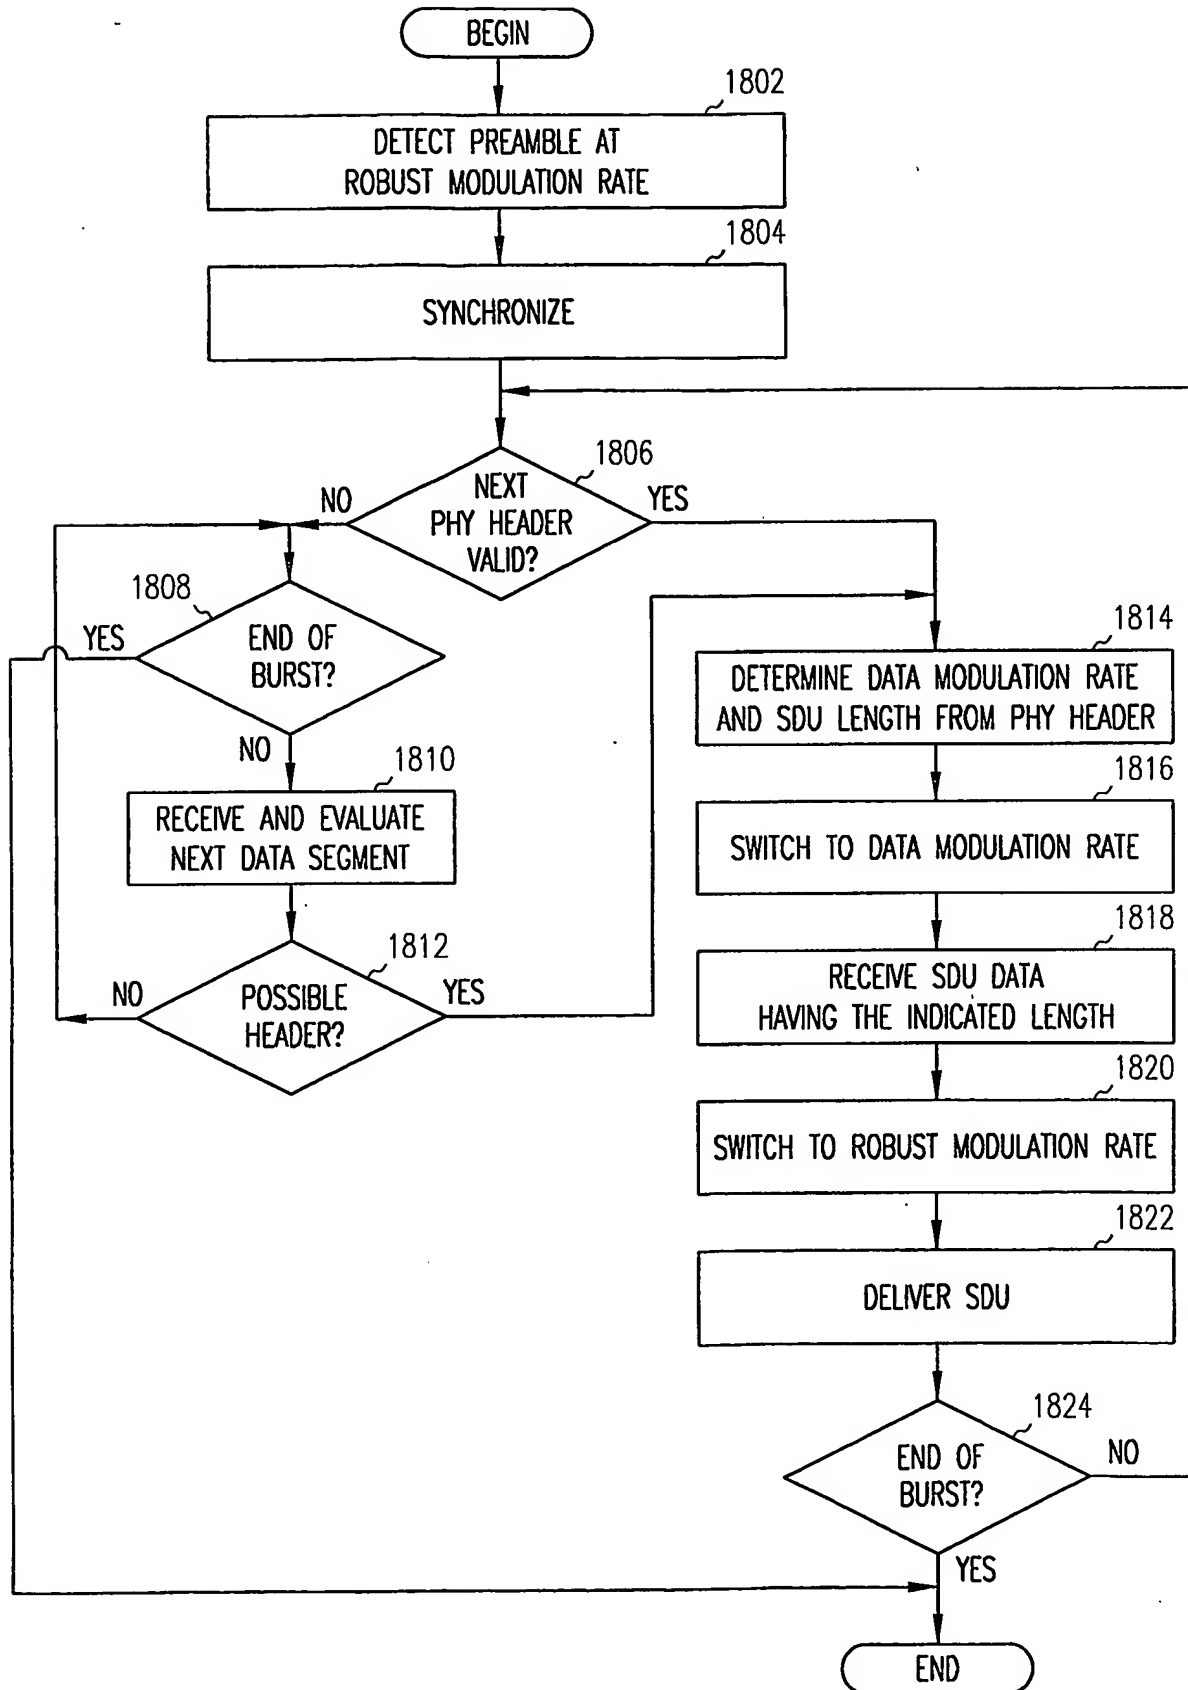 BEGIN
1802
DETECT PREAMBLE AT
ROBUST MODULATION RATE
1804
SYNCHRONIZE
1806
NEXT
PHY HEADER
VALID?
NO
YES
1808
END OF
BURST?
YES
NO
1810
RECEIVE AND EVALUATE
NEXT DATA SEGMENT
1812
POSSIBLE
HEADER?
NO
YES
1814
DETERMINE DATA MODULATION RATE
AND SDU LENGTH FROM PHY HEADER
1816
SWITCH TO DATA MODULATION RATE
1818
RECEIVE SDU DATA
HAVING THE INDICATED LENGTH
1820
SWITCH TO ROBUST MODULATION RATE
1822
DELIVER SDU
1824
END OF
BURST?
NO
YES
END